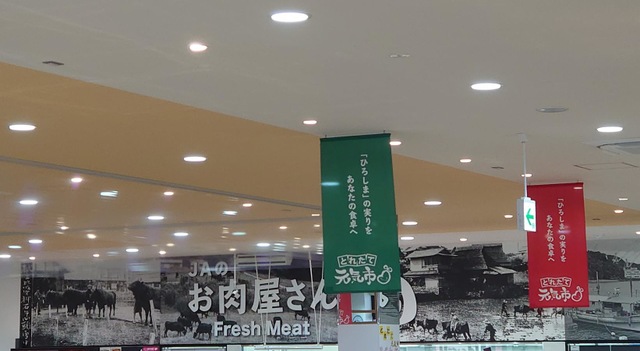 「ひろしま」の実りを
あなたの食卓へ
とれたて
元気市
「ひろしま」の実りを
あなたの食卓へ
とれたて
元気市
JAの
お肉屋さん
Fresh Meat